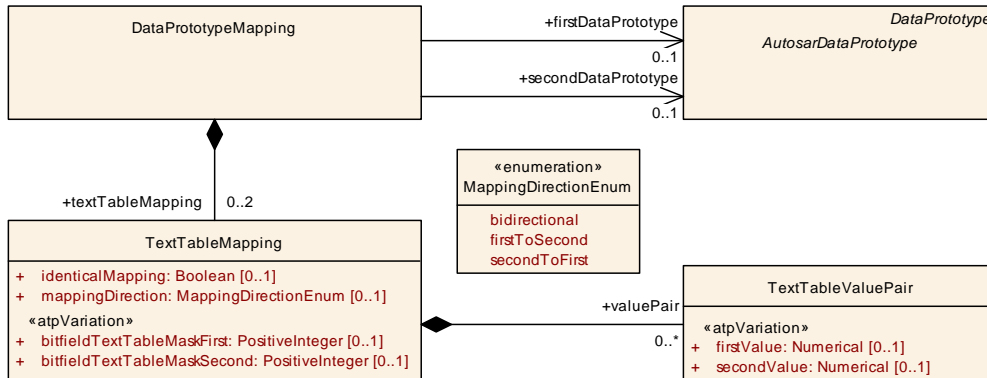 DataPrototypeMapping
+firstDataPrototype
0..1
+secondDataPrototype
0..1
DataPrototype
AutosarDataPrototype
+textTableMapping 0..2
«enumeration»
MappingDirectionEnum
bidirectional
firstToSecond
secondToFirst
TextTableMapping
+ identicalMapping: Boolean [0..1]
+ mappingDirection: MappingDirectionEnum [0..1]
«atpVariation»
+ bitfieldTextTableMaskFirst: PositiveInteger [0..1]
+ bitfieldTextTableMaskSecond: PositiveInteger [0..1]
+valuePair
0..*
TextTableValuePair
«atpVariation»
+ firstValue: Numerical [0..1]
+ secondValue: Numerical [0..1]